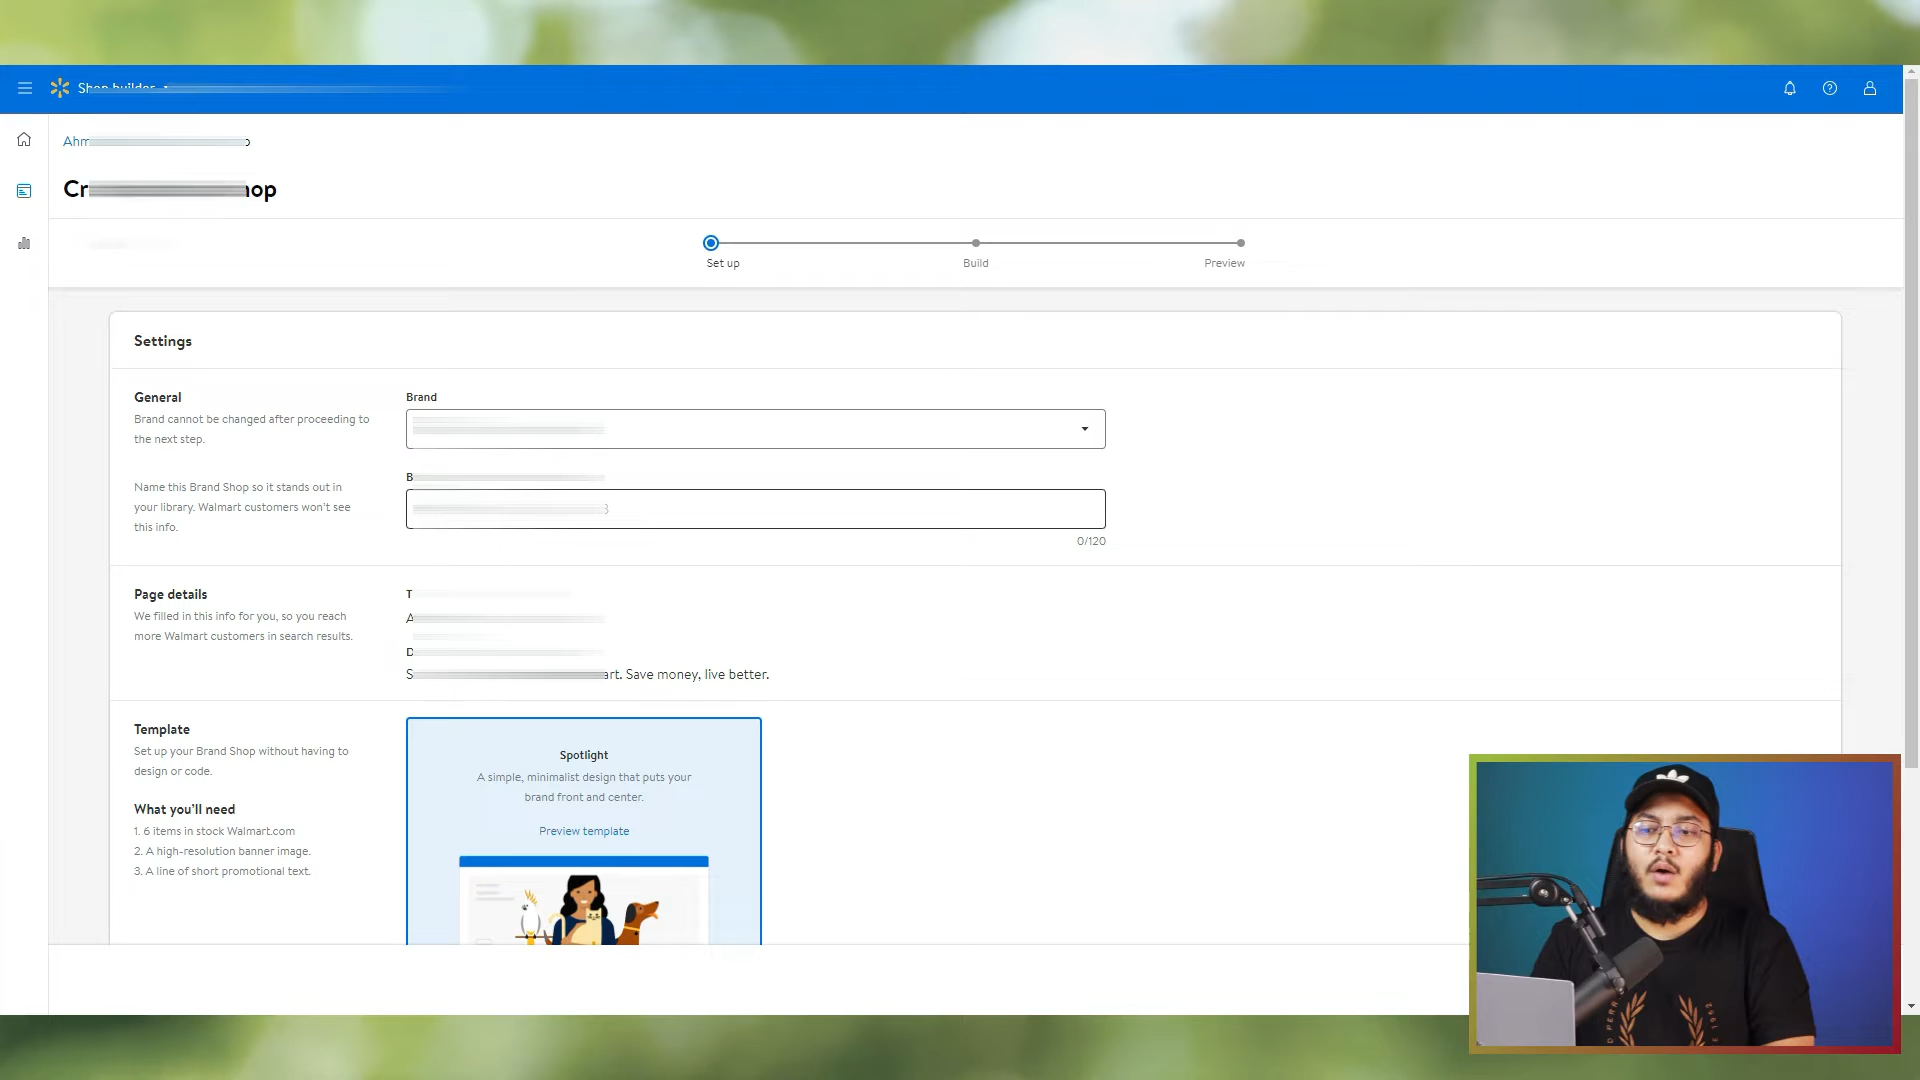 Shop builder
Set up
Build
Preview
Settings
General
Brand cannot be changed after proceeding to
the next step.
Brand
Name this Brand Shop so it stands out in
your library. Walmart customers won't see
this info.
0/120
Page details
We filled in this info for you, so you reach
more Walmart customers in search results.
Save money, live better.
Template
Set up your Brand Shop without having to
design or code.
What you'll need
1. 6 items in stock Walmart.com
2. A high-resolution banner image.
3. A line of short promotional text.
Spotlight
A simple, minimalist design that puts your
brand front and center.
Preview template